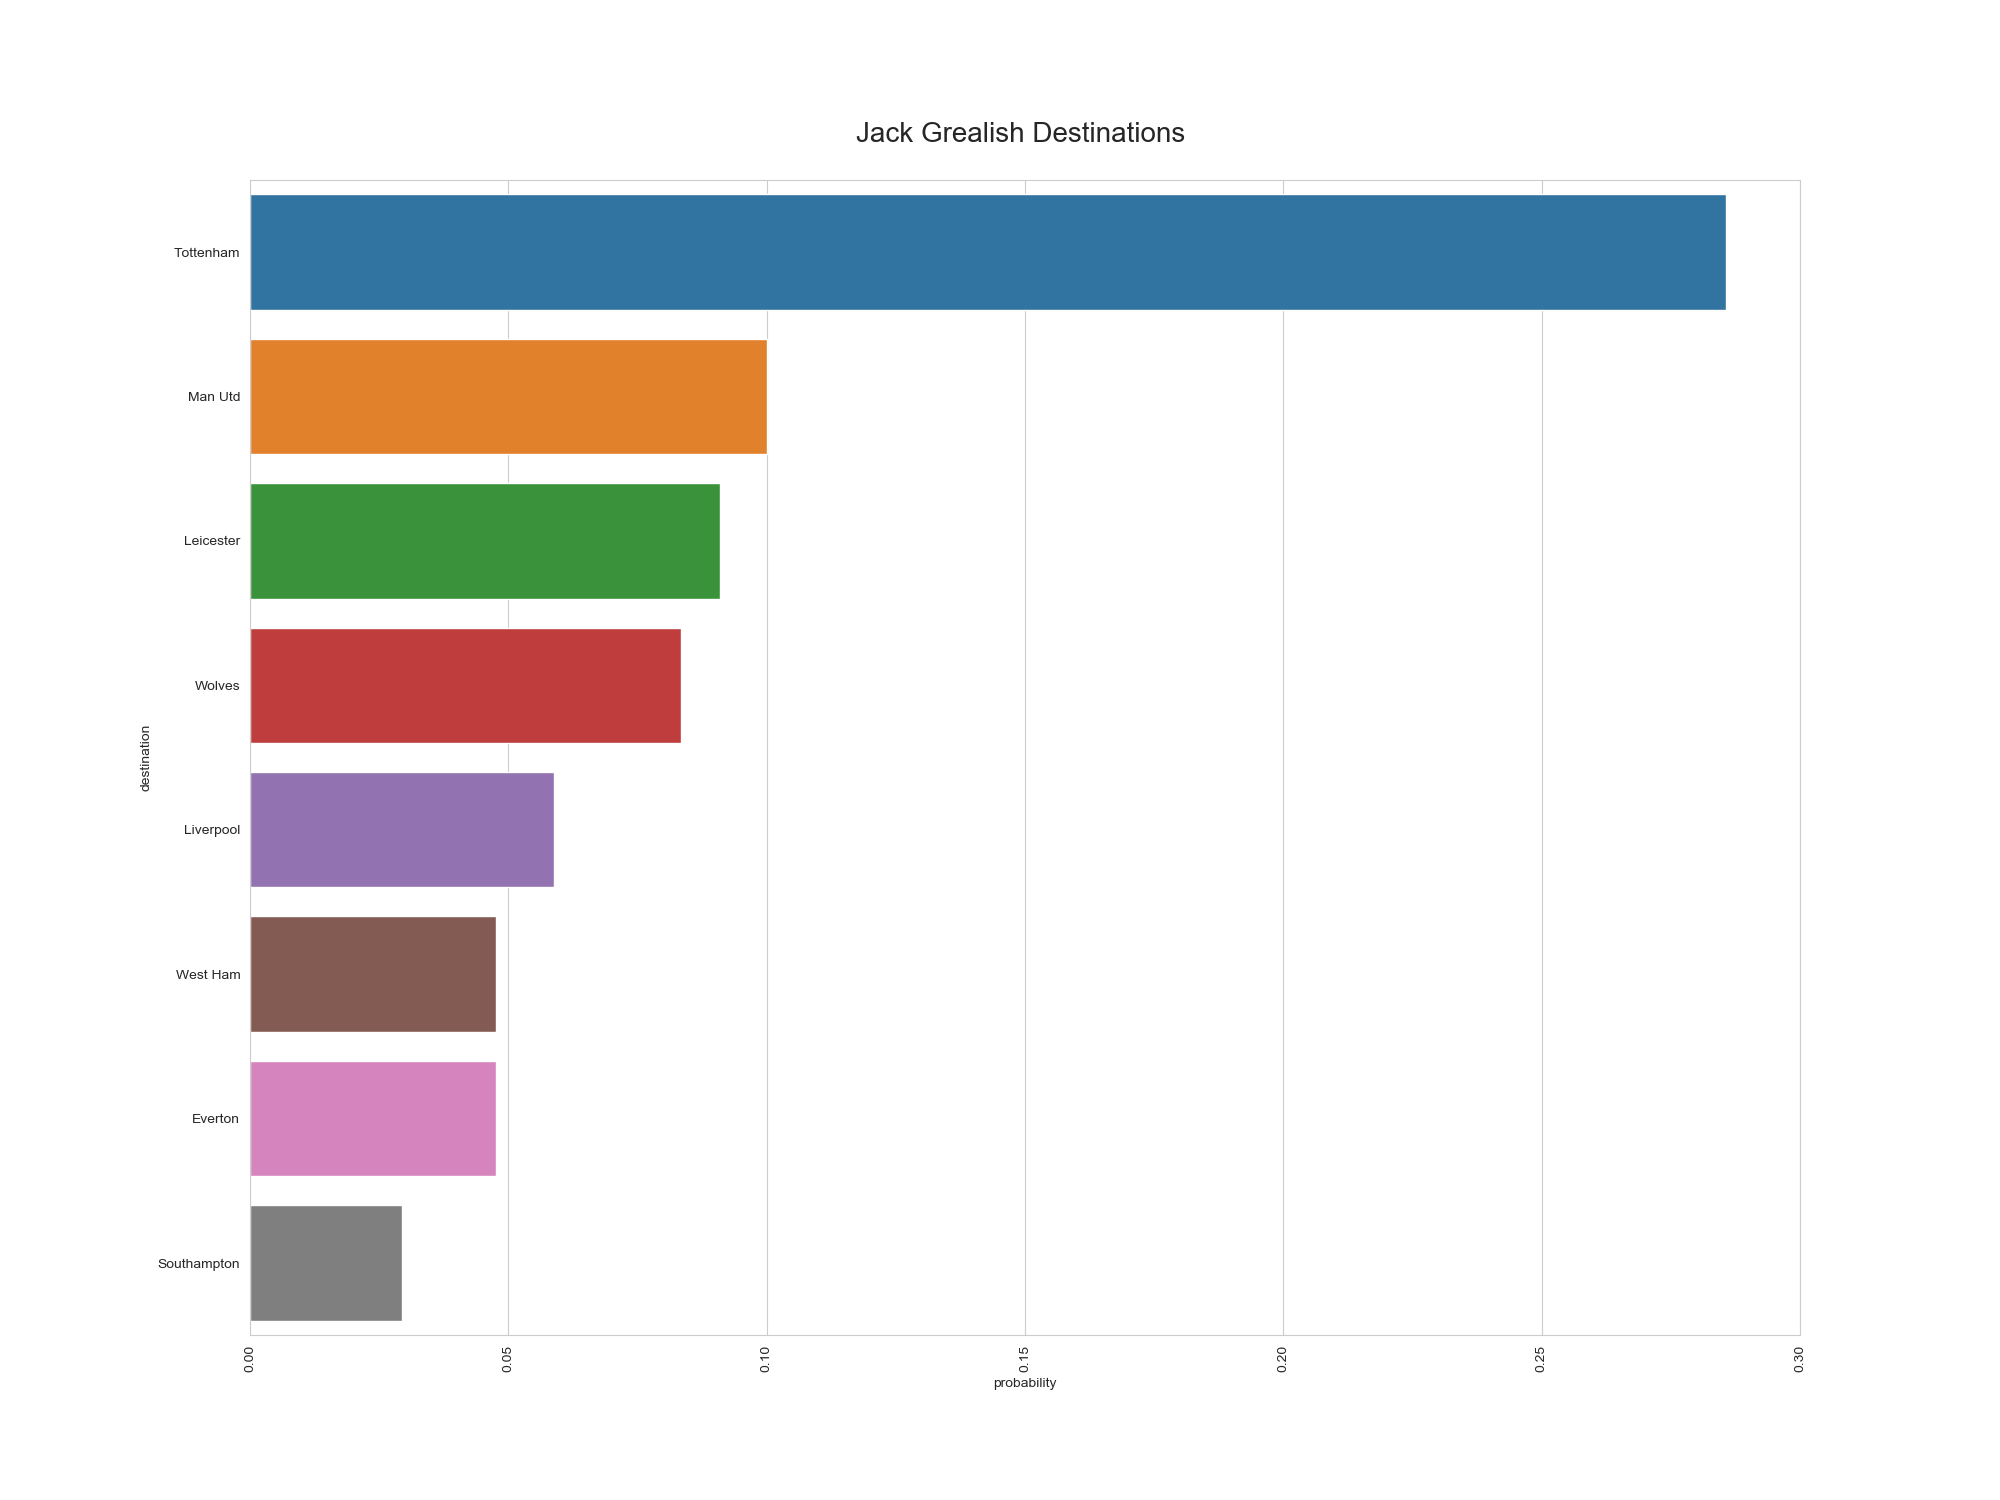 Jack Grealish Destinations
Tottenham
Man Utd
Leicester
Wolves
destination
Liverpool
West Ham
Everton
Southampton
0.00
0.05
0.10
0.15
0.20
0.25
0.30
probability